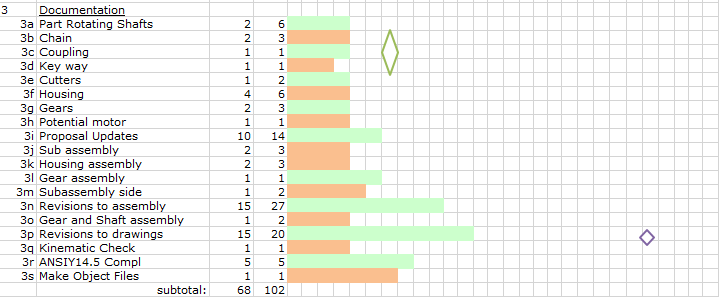 3 Documentation
3a Part Rotating Shafts 2 6
3b Chain 2 3
3c Coupling 1 1
3d Key way 1 1
3e Cutters 1 2
3f Housing 4 6
3g Gears 2 3
3h Potential motor 1 1
3i Proposal Updates 10 14
3j Sub assembly 2 3
3k Housing assembly 2 3
3l Gear assembly 1 1
3m Subassembly side 1 2
3n Revisions to assembly 15 27
3o Gear and Shaft assembly 1 2
3p Revisions to drawings 15 20
3q Kinematic Check 1 1
3r ANSIY14.5 Compl 5 5
3s Make Object Files 1 1
subtotal: 68 102